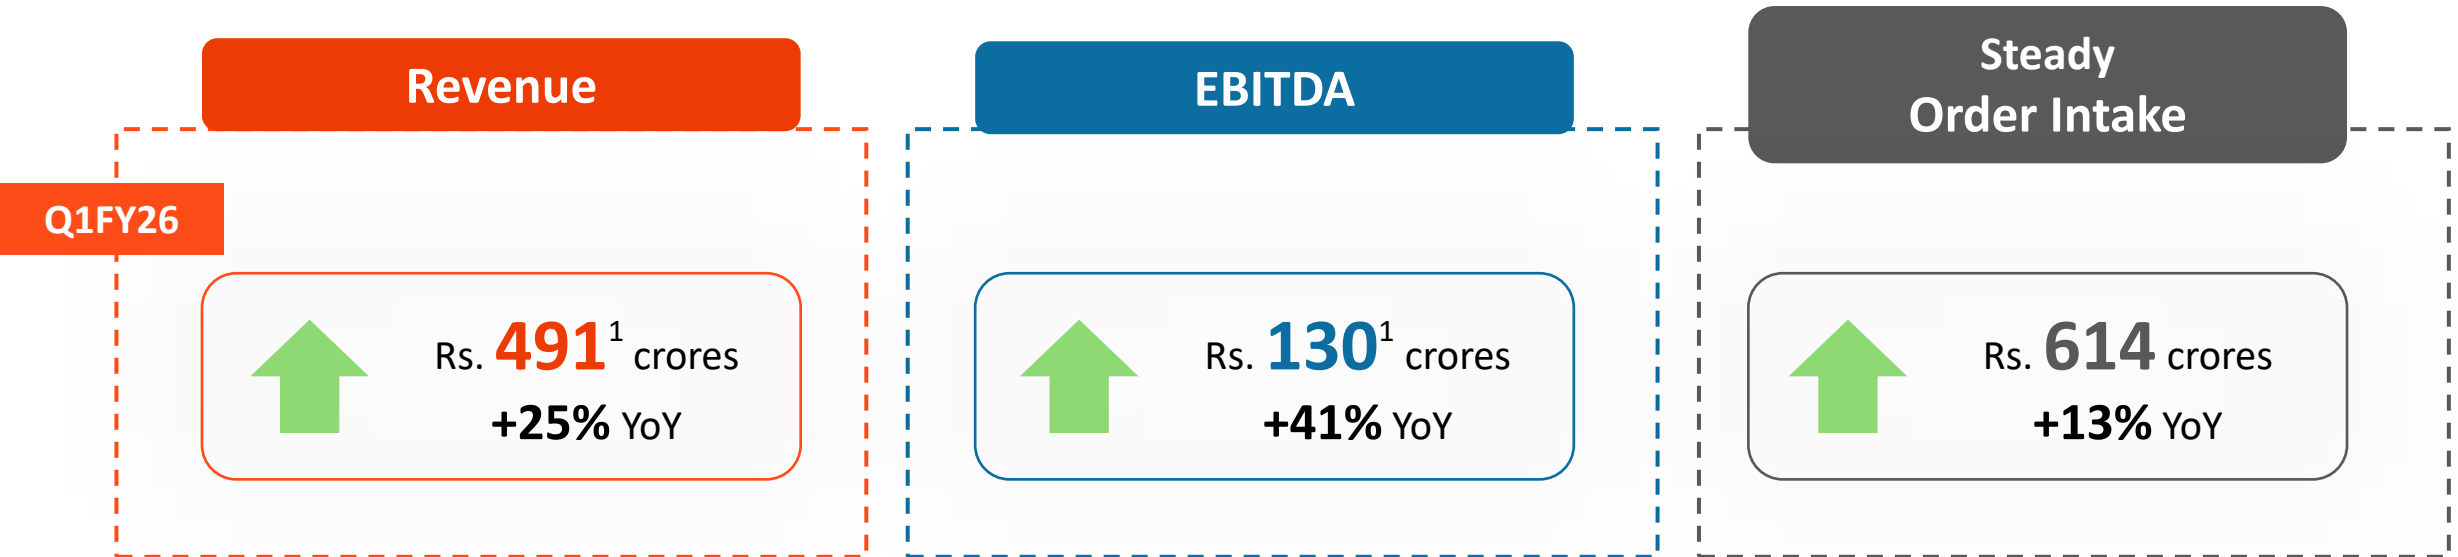 Revenue
EBITDA
Steady
Order Intake
Q1FY26
Rs. 491¹ crores
+25% YoY
Rs. 130¹ crores
+41% YoY
Rs. 614 crores
+13% YoY